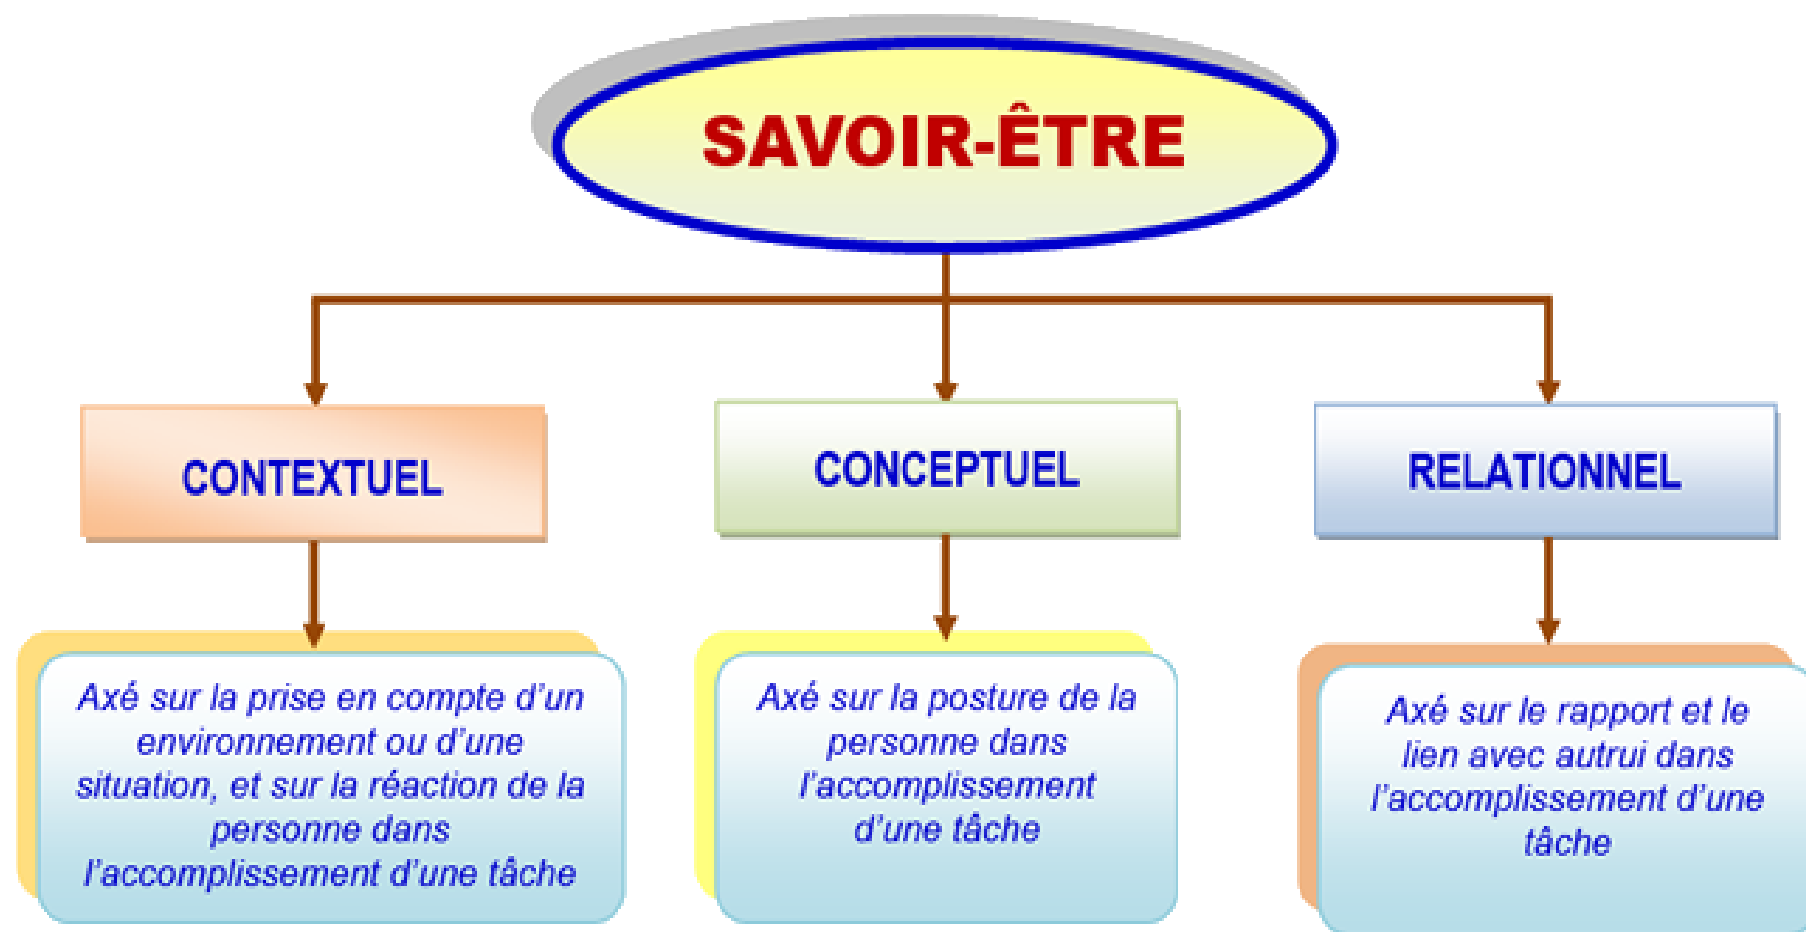 SAVOIR-ÊTRE
CONTEXTUEL
CONCEPTUEL
RELATIONNEL
Axé sur la prise en compte d’un
environnement ou d’une
situation, et sur la réaction de la
personne dans
l’accomplissement d’une tâche
Axé sur la posture de la
personne dans
l’accomplissement
d’une tâche
Axé sur le rapport et le
lien avec autrui dans
l’accomplissement d’une
tâche